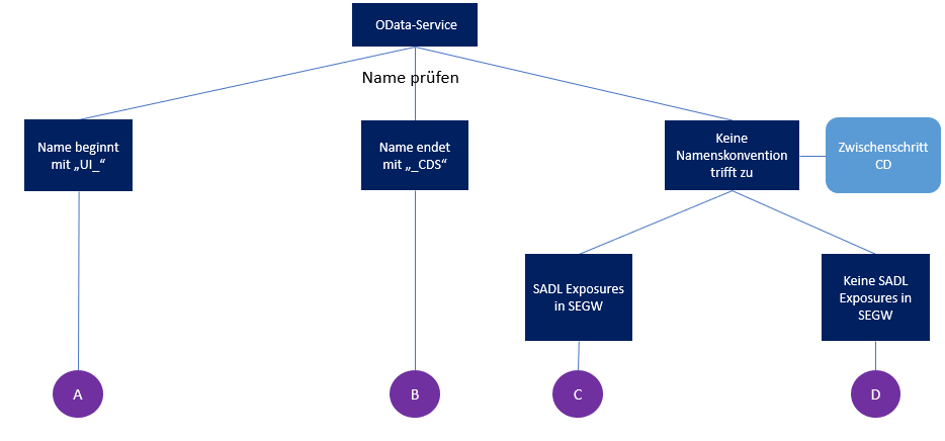 OData-Service
Name prüfen
Name beginnt
mit „UI_“
Name endet
mit „_CDS“
Keine
Namenskonvention
trifft zu
Zwischenschritt
CD
SADL Exposures
in SEGW
Keine SADL
Exposures in
SEGW
A
B
C
D